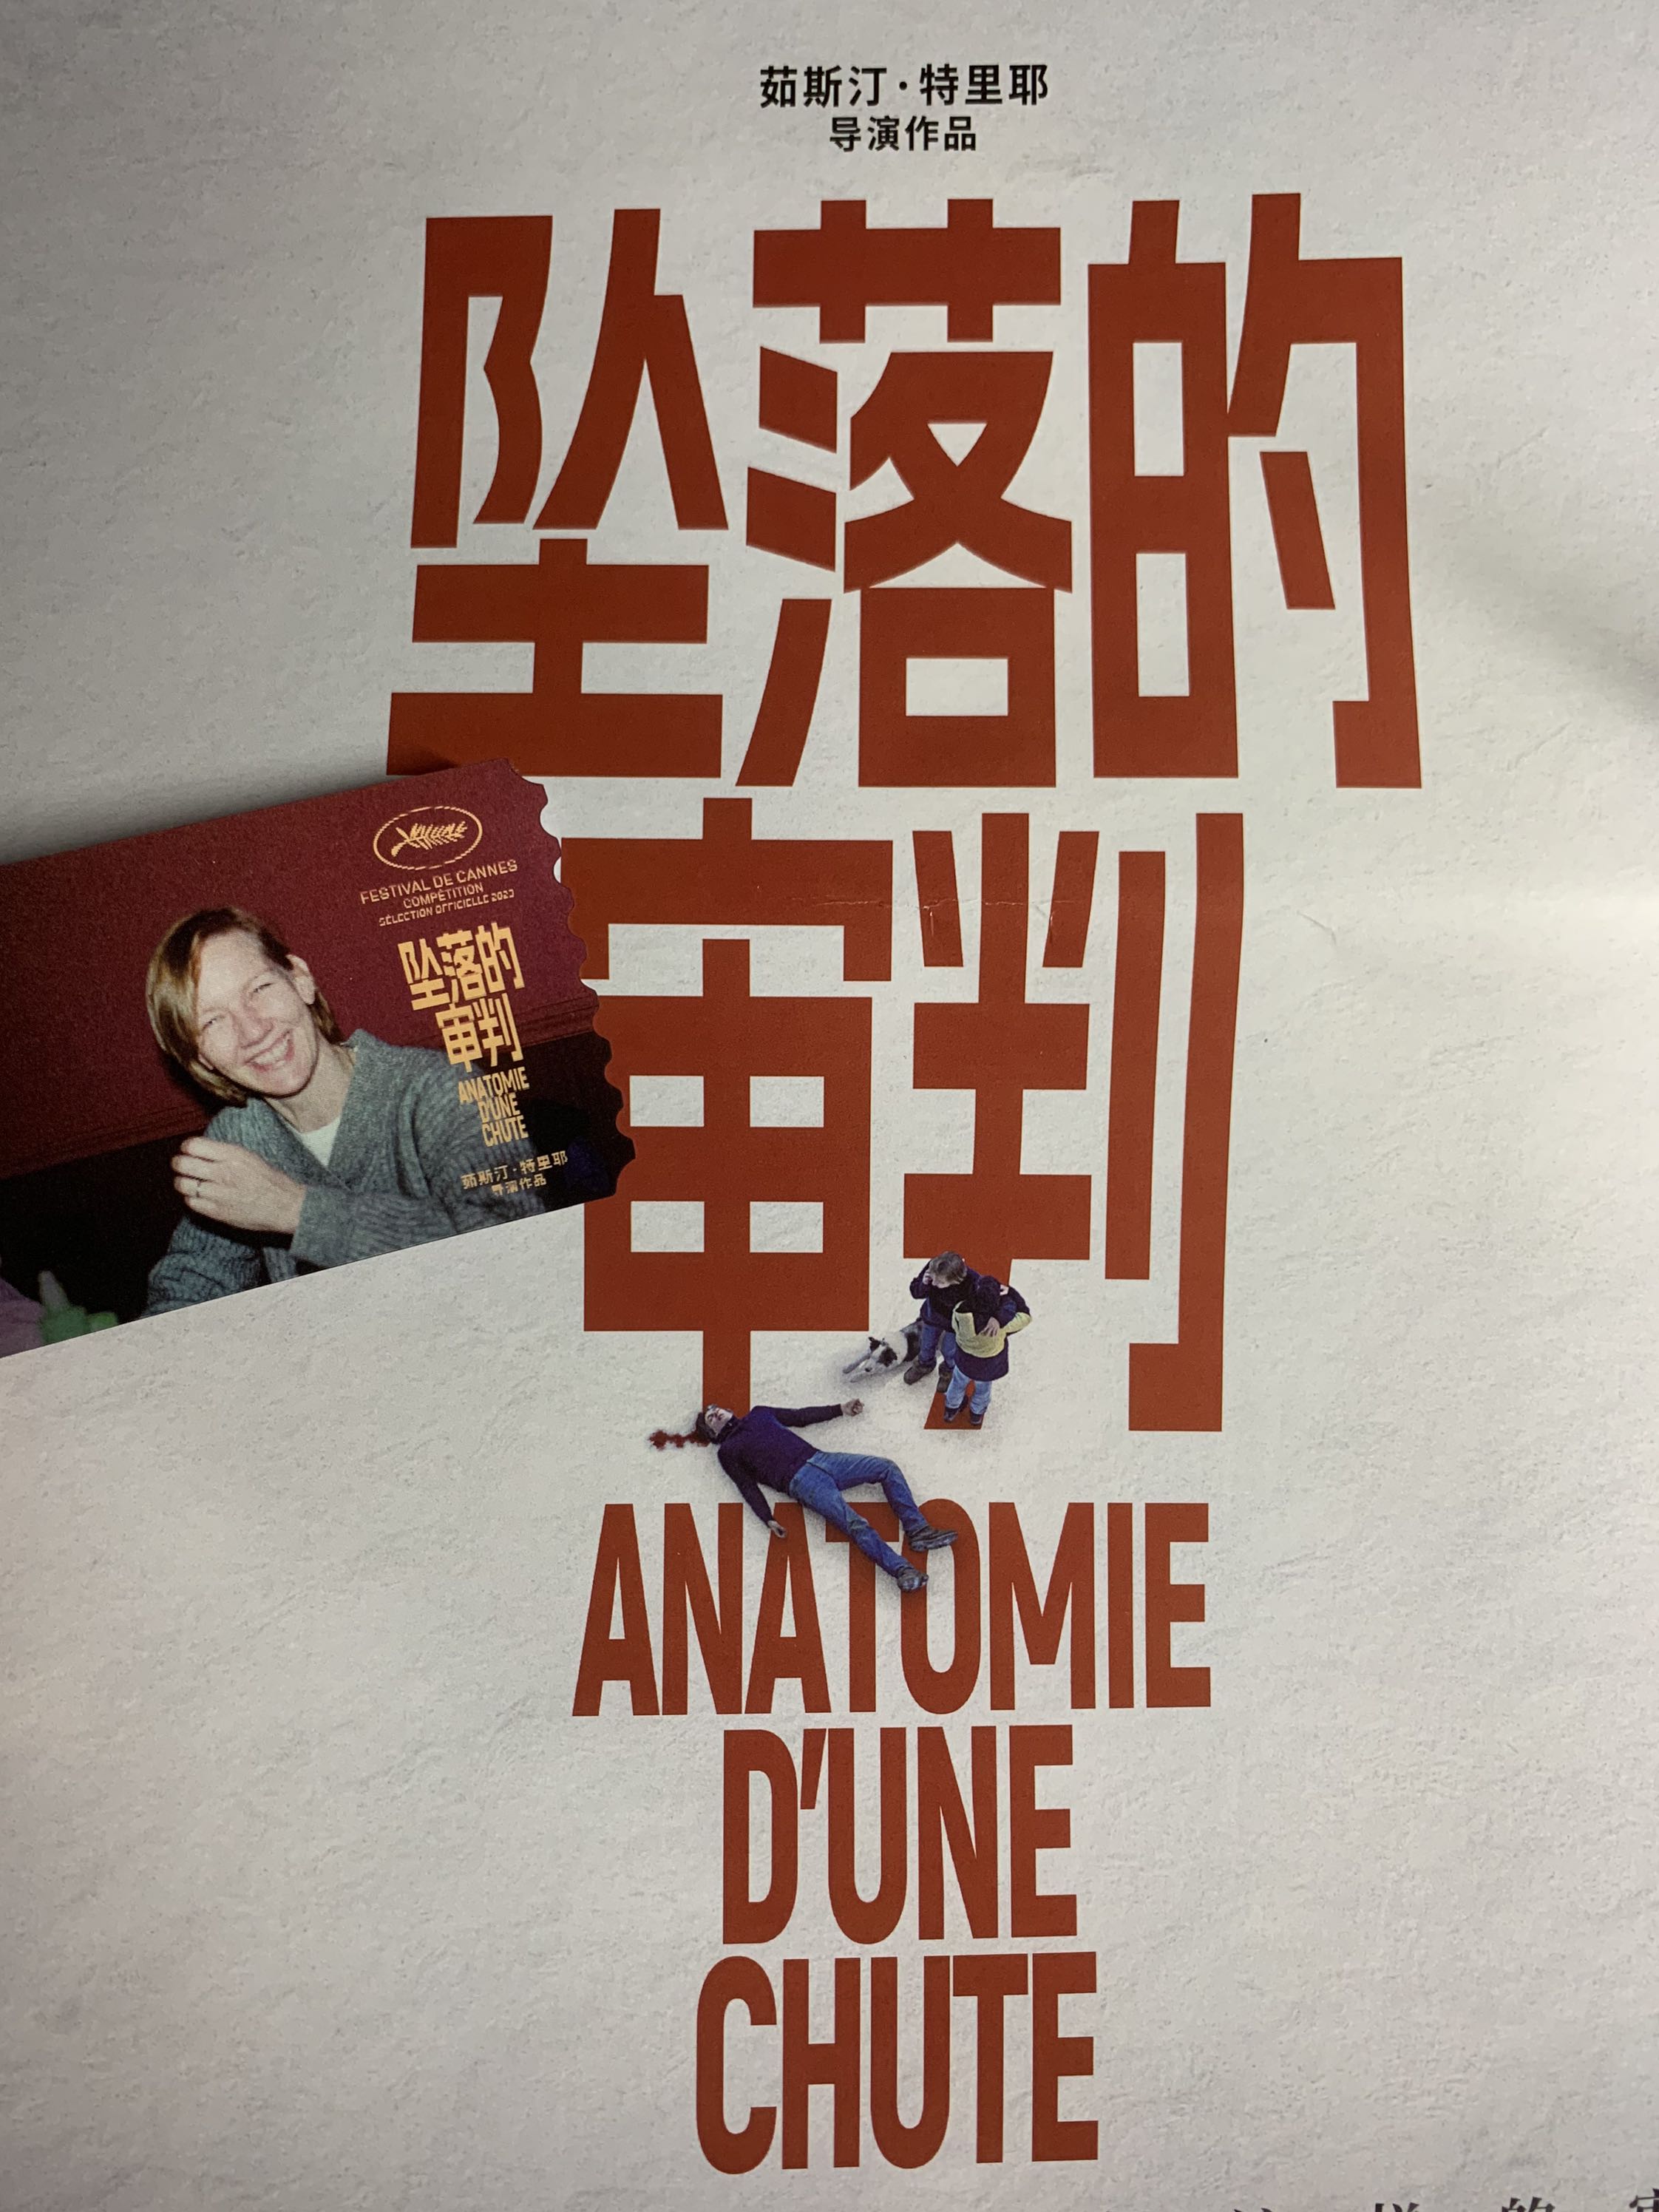 茹斯汀·特里耶
导演作品
坠落的
审判
FESTIVAL DE CANNES
COMPÉTITION
SÉLECTION OFFICIELLE 2023
坠落的
审判
ANATOMIE
D'UNE
CHUTE
茹斯汀·特里耶
导演作品
ANATOMIE
D'UNE
CHUTE